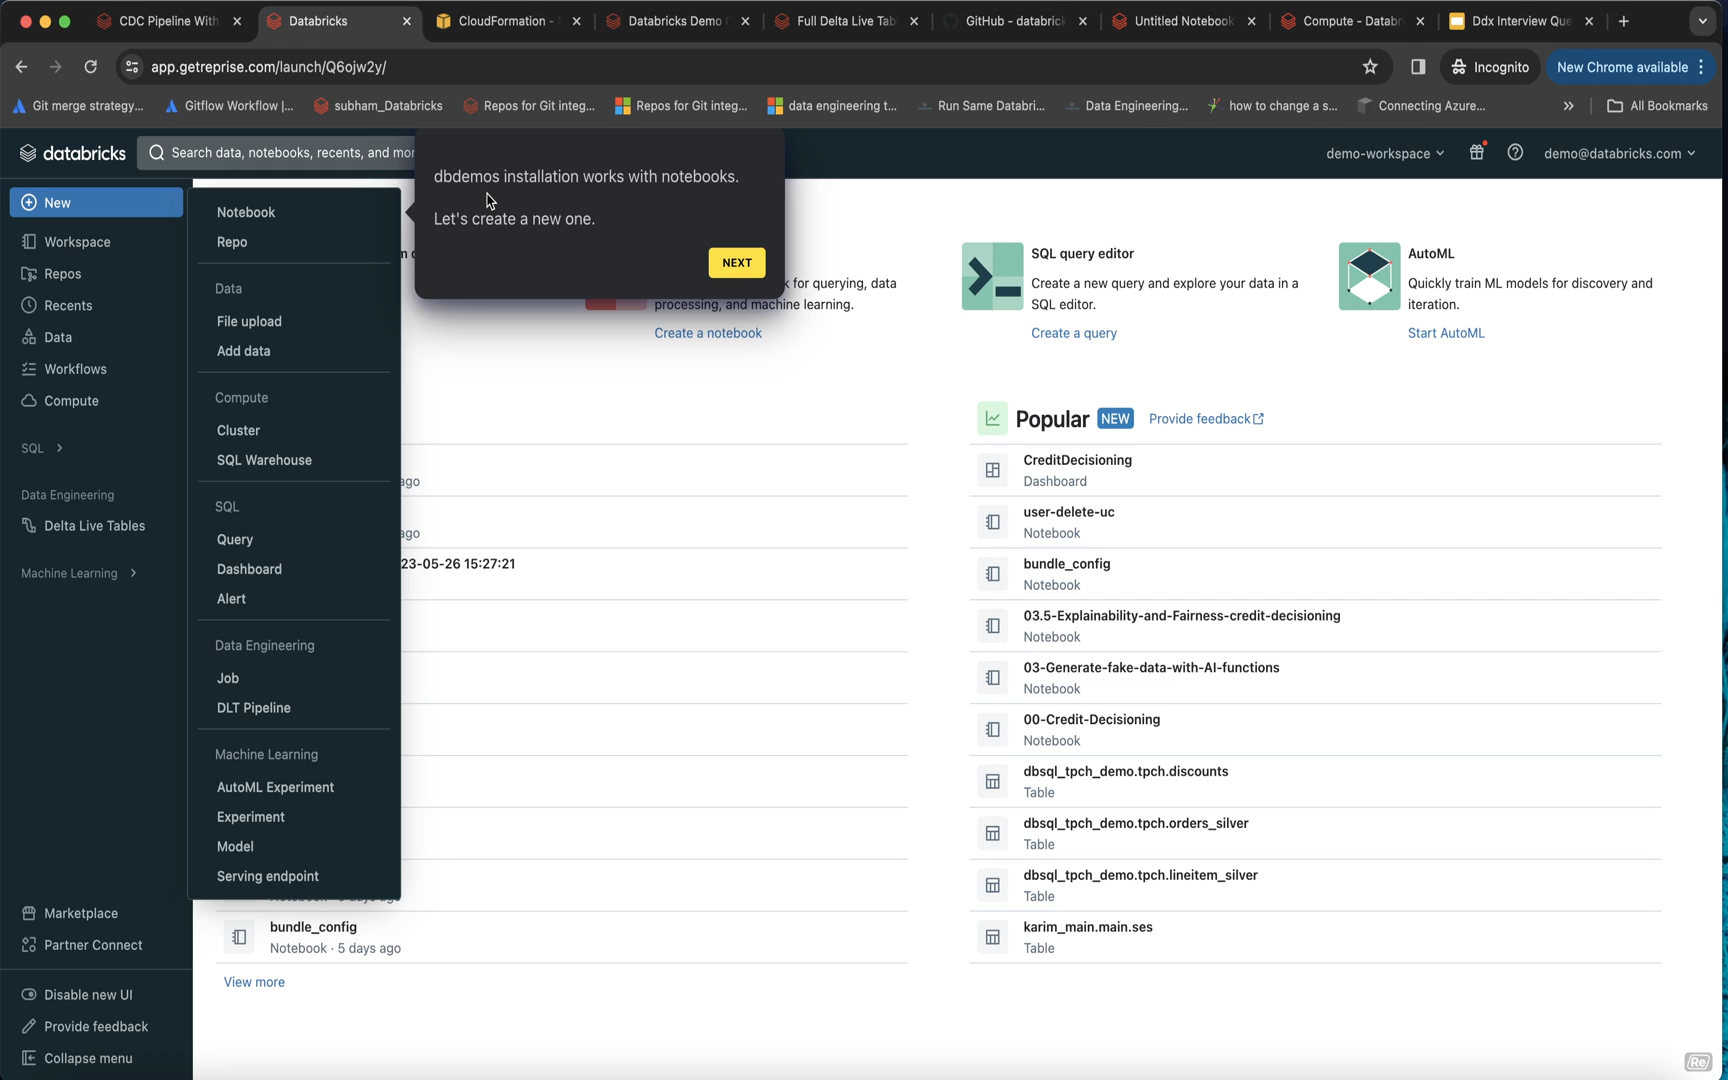 CDC Pipeline With
Databricks
CloudFormation -
Databricks Demo
Full Delta Live Tab
GitHub - databrick
Untitled Notebook
Compute - Databr
Ddx Interview Que
app.getreprise.com/launch/Q6ojw2y/
Incognito
New Chrome available
Git merge strategy...
Gitflow Workflow |...
subham_Databricks
Repos for Git integ...
Repos for Git integ...
data engineering t...
Run Same Databri...
Data Engineering...
how to change a s...
Connecting Azure...
All Bookmarks
databricks
Search data, notebooks, recents, and mor
demo-workspace
demo@databricks.com
New
Workspace
Repos
Recents
Data
Workflows
Compute
SQL
Data Engineering
Delta Live Tables
Machine Learning
Marketplace
Partner Connect
Disable new UI
Provide feedback
Collapse menu
Notebook
Repo
Data
File upload
Add data
Compute
Cluster
SQL Warehouse
SQL
Query
Dashboard
Alert
Data Engineering
Job
DLT Pipeline
Machine Learning
AutoML Experiment
Experiment
Model
Serving endpoint
dbdemos installation works with notebooks.
Let's create a new one.
NEXT
k for querying, data
processing, and machine learning.
Create a notebook
SQL query editor
Create a new query and explore your data in a
SQL editor.
Create a query
AutoML
Quickly train ML models for discovery and
iteration.
Start AutoML
ago
ago
23-05-26 15:27:21
bundle_config
Notebook · 5 days ago
View more
Popular NEW Provide feedback
CreditDecisioning
Dashboard
user-delete-uc
Notebook
bundle_config
Notebook
03.5-Explainability-and-Fairness-credit-decisioning
Notebook
03-Generate-fake-data-with-AI-functions
Notebook
00-Credit-Decisioning
Notebook
dbsql_tpch_demo.tpch.discounts
Table
dbsql_tpch_demo.tpch.orders_silver
Table
dbsql_tpch_demo.tpch.lineitem_silver
Table
karim_main.main.ses
Table
Re